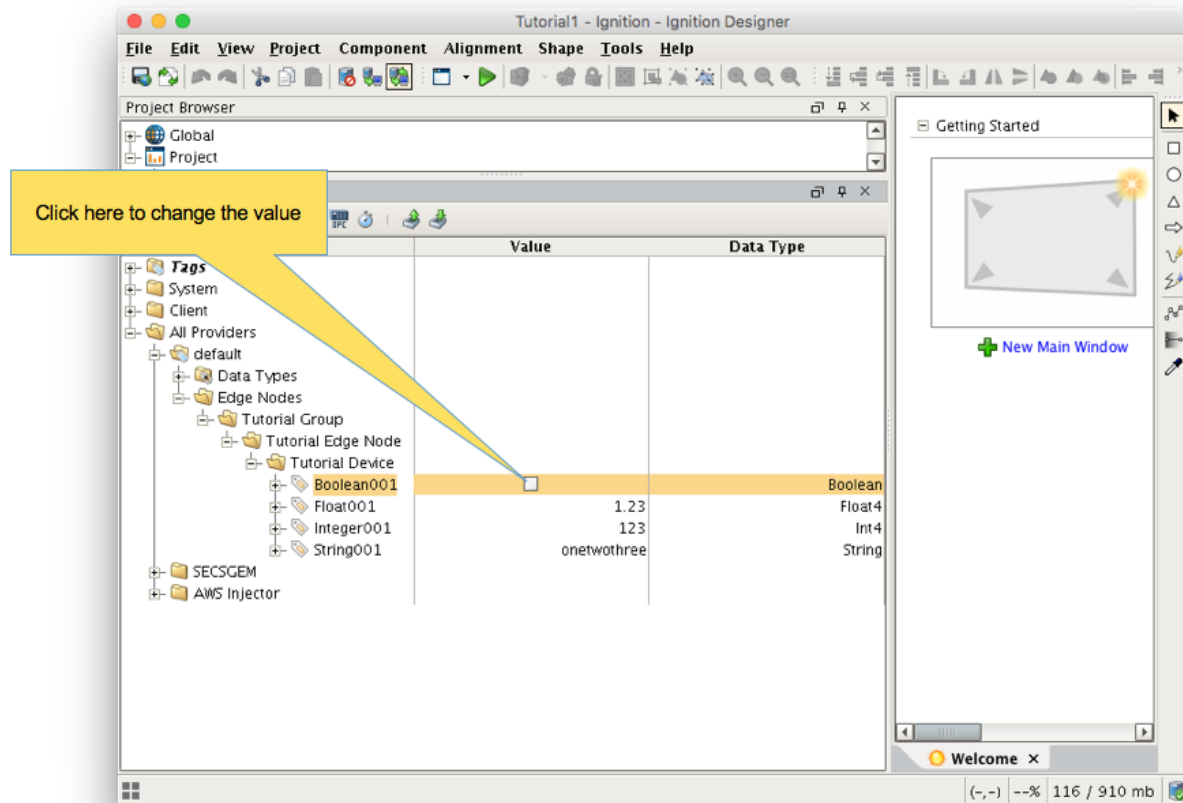 Tutorial1 - Ignition - Ignition Designer
File Edit View Project Component Alignment Shape Tools Help
Project Browser
Global
Project
Getting Started
Click here to change the value
OPC
Value Data Type
Tags
System
Client
All Providers
default
Data Types
Edge Nodes
Tutorial Group
Tutorial Edge Node
Tutorial Device
Boolean001 Boolean
Float001 1.23 Float4
Integer001 123 Int4
String001 onetwothree String
SECSGEM
AWS Injector
New Main Window
Welcome
(-,-) --% 116 / 910 mb